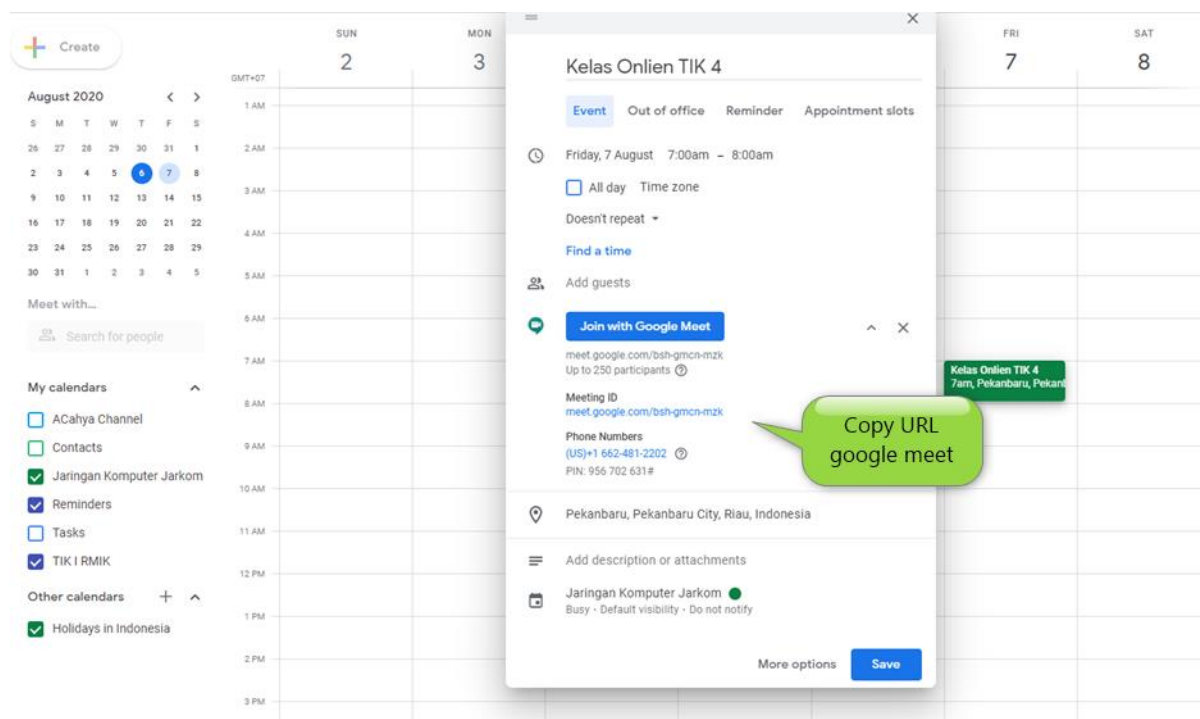 Create
August 2020
S M T W T F S
26 27 28 29 30 31 1
2 3 4 5 6 7 8
9 10 11 12 13 14 15
16 17 18 19 20 21 22
23 24 25 26 27 28 29
30 31 1 2 3 4 5
Meet with...
Search for people
My calendars
ACahya Channel
Contacts
Jaringan Komputer Jarkom
Reminders
Tasks
TIK I RMIK
Other calendars
Holidays in Indonesia
SUN MON FRI SAT
2 3 7 8
GMT+07
1 AM
2 AM
3 AM
4 AM
5 AM
6 AM
7 AM
8 AM
9 AM
10 AM
11 AM
12 PM
1 PM
2 PM
3 PM
Kelas Onlien TIK 4
Event Out of office Reminder Appointment slots
Friday, 7 August 7:00am – 8:00am
All day Time zone
Doesn't repeat
Find a time
Add guests
Join with Google Meet
meet.google.com/bsh-gmcn-mzk
Up to 250 participants
Meeting ID
meet.google.com/bsh-gmcn-mzk
Phone Numbers
(US)+1 662-481-2202
PIN: 956 702 631#
Pekanbaru, Pekanbaru City, Riau, Indonesia
Add description or attachments
Jaringan Komputer Jarkom
Busy · Default visibility · Do not notify
More options Save
Copy URL
google meet
Kelas Onlien TIK 4
7am, Pekanbaru, Pekanb